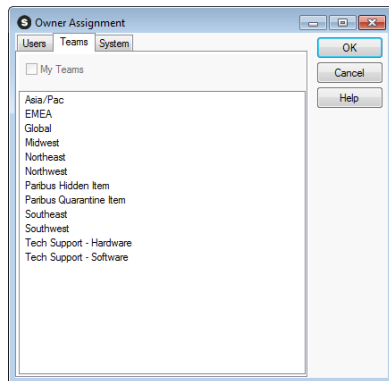 Owner Assignment
Users Teams System
OK
My Teams
Cancel
Help
Asia/Pac
EMEA
Global
Midwest
Northeast
Northwest
Paribus Hidden Item
Paribus Quarantine Item
Southeast
Southwest
Tech Support - Hardware
Tech Support - Software